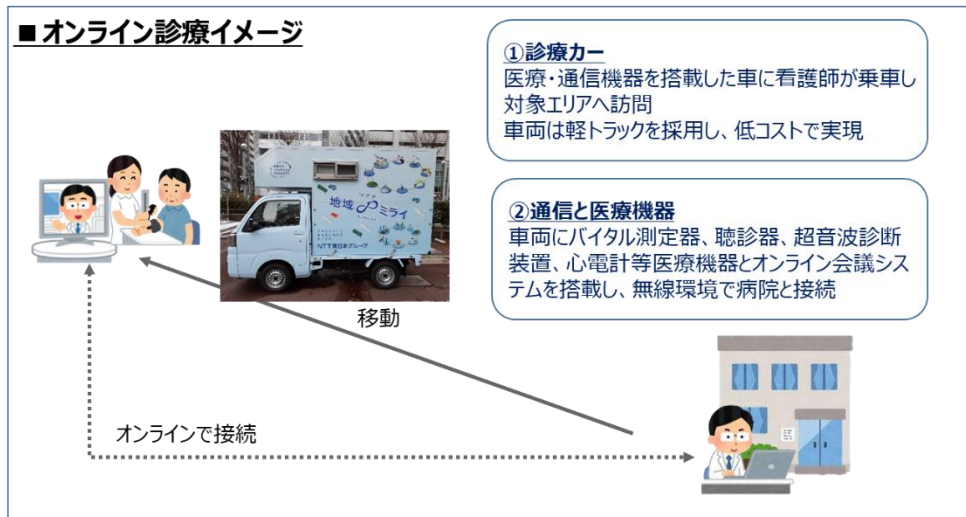 ■オンライン診療イメージ
①診療カー
医療・通信機器を搭載した車に看護師が乗車し
対象エリアへ訪問
車両は軽トラックを採用し、低コストで実現
地域
ミライ
NTT東日本グループ
移動
②通信と医療機器
車両にバイタル測定器、聴診器、超音波診断
装置、心電計等医療機器とオンライン会議シス
テムを搭載し、無線環境で病院と接続
オンラインで接続